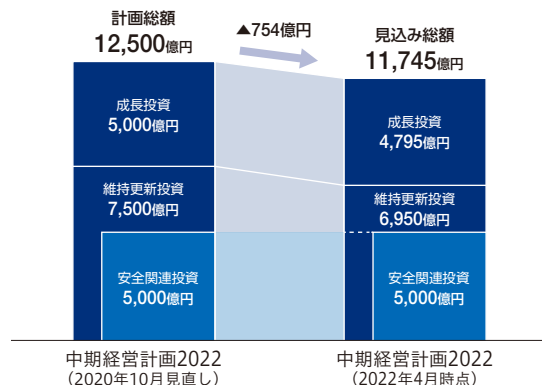 計画総額
12,500億円
▲754億円
見込み総額
11,745億円
成長投資
5,000億円
成長投資
4,795億円
維持更新投資
7,500億円
維持更新投資
6,950億円
安全関連投資
5,000億円
安全関連投資
5,000億円
中期経営計画2022
（2020年10月見直し）
中期経営計画2022
（2022年4月時点）